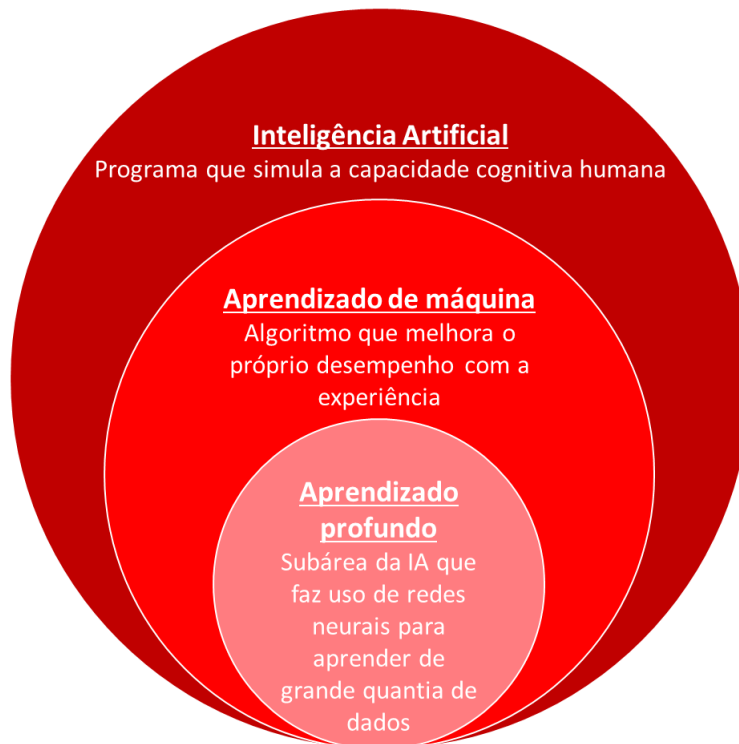 Inteligência Artificial
Programa que simula a capacidade cognitiva humana
Aprendizado de máquina
Algoritmo que melhora o
próprio desempenho com a
experiência
Aprendizado
profundo
Subárea da IA que
faz uso de redes
neurais para
aprender de
grande quantia de
dados